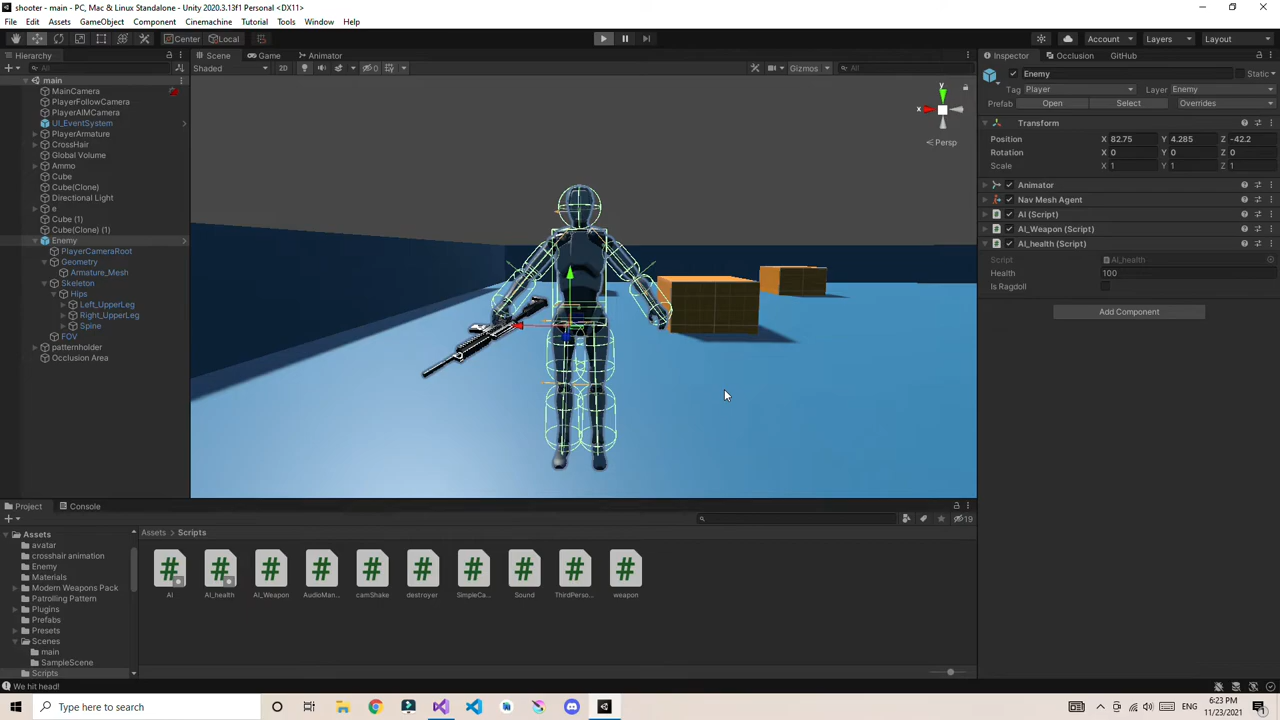 shooter - main - PC, Mac & Linux Standalone - Unity 2020.3.13f1 Personal <DX11>
File Edit Assets GameObject Component Cinemachine Tutorial Tools Window Help
Center Local Account Layers Layout
Hierarchy Scene Game Animator Inspector Occlusion GitHub
All Shaded 2D 0 Gizmos All
Enemy Static
Tag Player Layer Enemy
Prefab Open Select Overrides
Transform
Position X 82.75 Y 4.285 Z -42.2
Rotation X 0 Y 0 Z 0
Scale X 1 Y 1 Z 1
Animator
Nav Mesh Agent
AI (Script)
AI_Weapon (Script)
AI_health (Script)
Script AI_health
Health 100
Is Ragdoll
Add Component
main
MainCamera
PlayerFollowCamera
PlayerAIMCamera
UI_EventSystem
PlayerArmature
CrossHair
Global Volume
Ammo
Cube
Cube(Clone)
Directional Light
e
Cube (1)
Cube(Clone) (1)
Enemy
PlayerCameraRoot
Geometry
Armature_Mesh
Skeleton
Hips
Left_UpperLeg
Right_UpperLeg
Spine
FOV
patternholder
Occlusion Area
y
x
Persp
Project Console
19
Assets
avatar
crosshair animation
Enemy
Materials
Modern Weapons Pack
Patrolling Pattern
Plugins
Prefabs
Presets
Scenes
main
SampleScene
Scripts
Assets > Scripts
# # # # # # # # # #
AI AI_health AI_Weapon AudioMan... camShake destroyer SimpleCa... Sound ThirdPerso... weapon
We hit head!
Type here to search
ENG 6:23 PM
11/23/2021